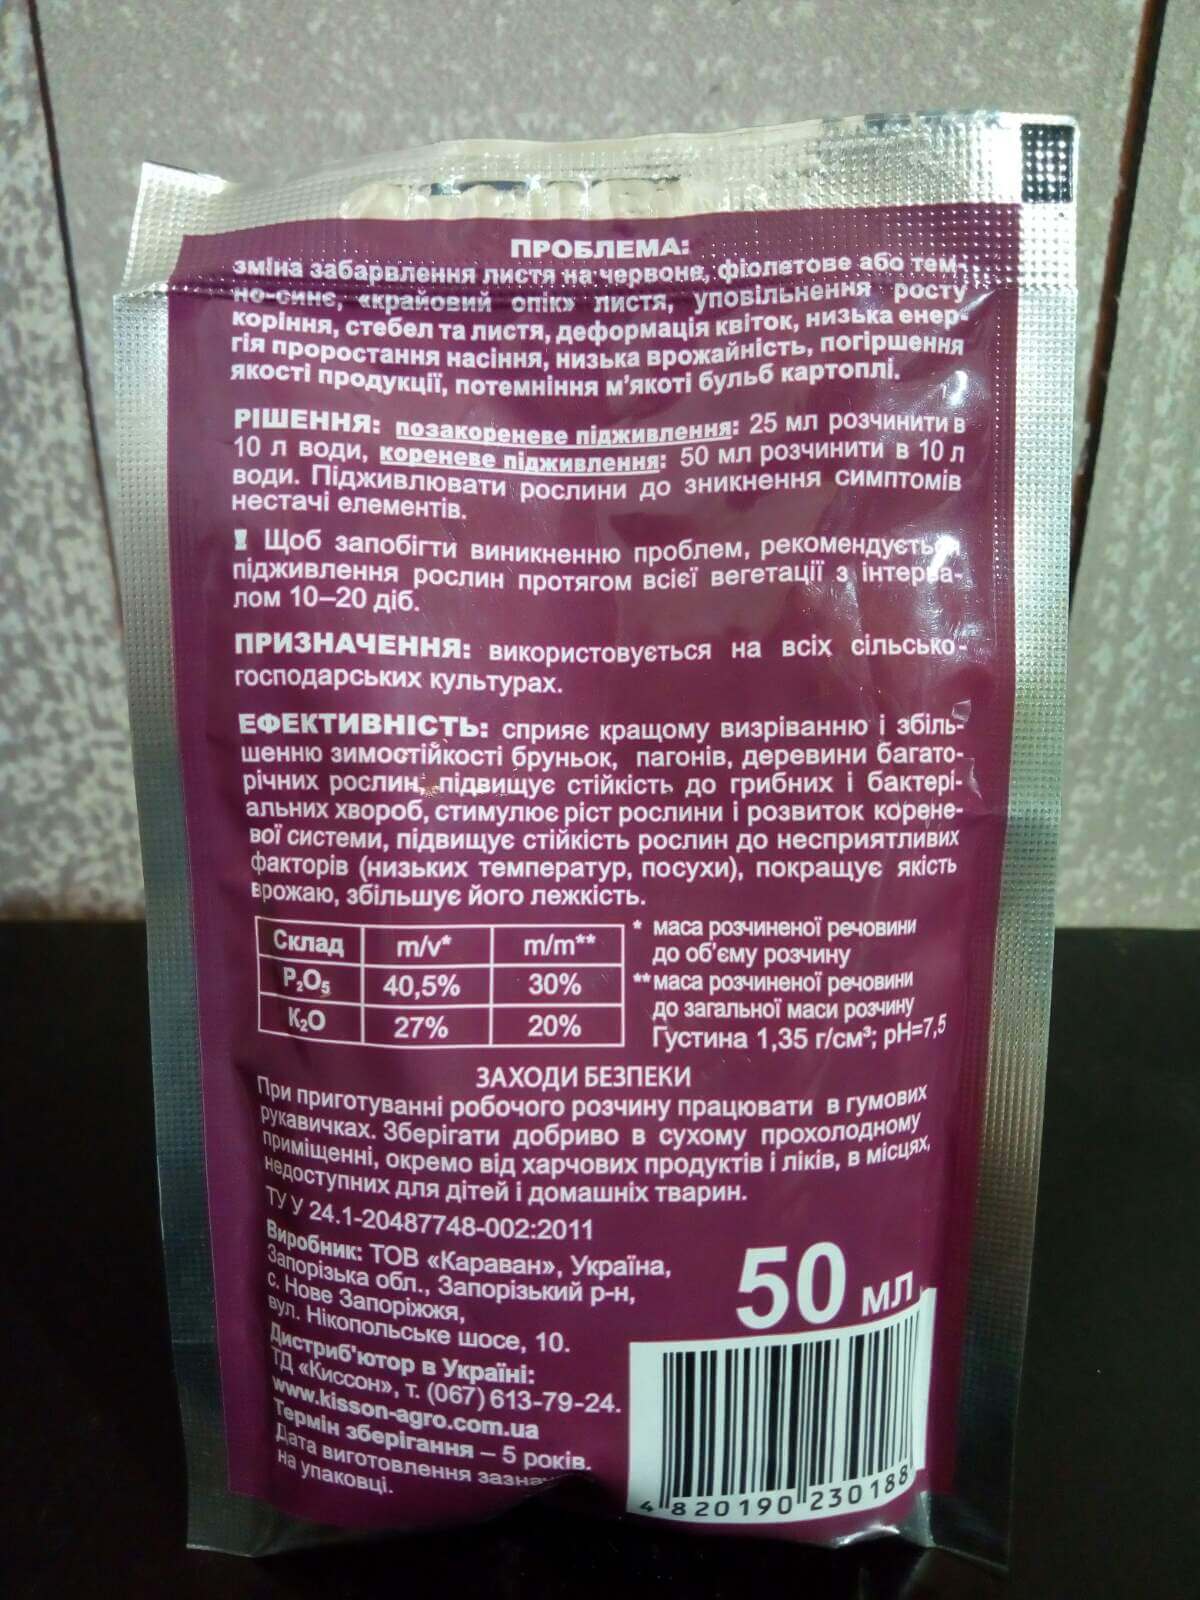 ПРОБЛЕМА:
зміна забарвлення листя на червоне, фіолетове або тем-
но-синє, «крайовий опік» листя, уповільнення росту
коріння, стебел та листя, деформація квіток, низька енер-
гія проростання насіння, низька врожайність, погіршення
якості продукції, потемніння м’якоті бульб картоплі.
РІШЕННЯ: позакореневе підживлення: 25 мл розчинити в
10 л води, кореневе підживлення: 50 мл розчинити в 10 л
води. Підживлювати рослини до зникнення симптомів
нестачі елементів.
! Щоб запобігти виникненню проблем, рекомендується
підживлення рослин протягом всієї вегетації з інтерва-
лом 10–20 діб.
ПРИЗНАЧЕННЯ: використовується на всіх сільсько-
господарських культурах.
ЕФЕКТИВНІСТЬ: сприяє кращому визріванню і збіль-
шенню зимостійкості бруньок, пагонів, деревини багато-
річних рослин, підвищує стійкість до грибних і бактері-
альних хвороб, стимулює ріст рослини і розвиток корене-
вої системи, підвищує стійкість рослин до несприятливих
факторів (низьких температур, посухи), покращує якість
врожаю, збільшує його лежкість.
Склад m/v* m/m**
P₂O₅ 40,5% 30%
K₂O 27% 20%
* маса розчиненої речовини
до об'єму розчину
** маса розчиненої речовини
до загальної маси розчину
Густина 1,35 г/см³; pH=7,5
ЗАХОДИ БЕЗПЕКИ
При приготуванні робочого розчину працювати в гумових
рукавичках. Зберігати добриво в сухому прохолодному
приміщенні, окремо від харчових продуктів і ліків, в місцях,
недоступних для дітей і домашніх тварин.
ТУ У 24.1-20487748-002:2011
Виробник: ТОВ «Караван», Україна,
Запорізька обл., Запорізький р-н,
с. Нове Запоріжжя,
вул. Нікопольське шосе, 10.
Дистриб'ютор в Україні:
ТД «Киссон», т. (067) 613-79-24.
www.kisson-agro.com.ua
Термін зберігання – 5 років.
Дата виготовлення
на упаковці.
50 мл
4 820190 230188